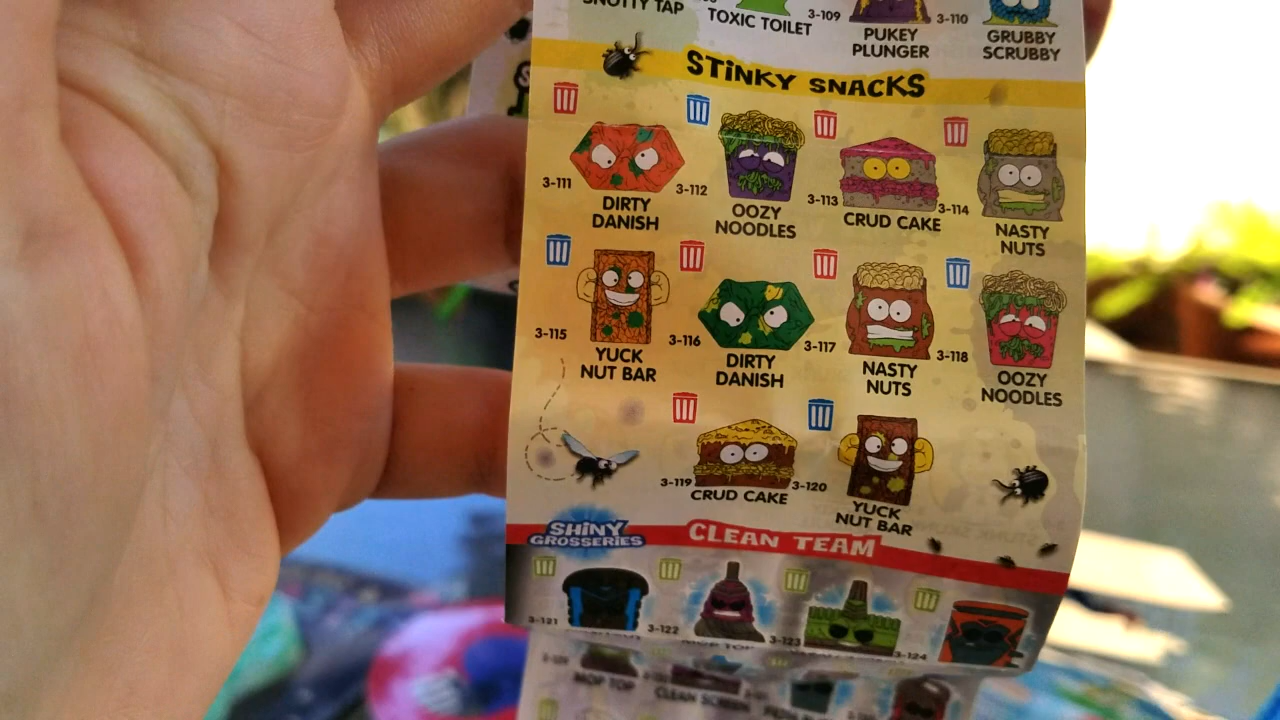 SNOTTY TAP
TOXIC TOILET
3-109
PUKEY
PLUNGER
3-110
GRUBBY
SCRUBBY
STINKY SNACKS
3-111
DIRTY
DANISH
3-112
OOZY
NOODLES
3-113
CRUD CAKE
3-114
NASTY
NUTS
3-115
YUCK
NUT BAR
3-116
DIRTY
DANISH
3-117
NASTY
NUTS
3-118
OOZY
NOODLES
3-119
CRUD CAKE
3-120
YUCK
NUT BAR
SHINY
GROSSERIES
CLEAN TEAM
3-121
3-122
3-123
3-124
MOP TOP
CLEAN SCREEN